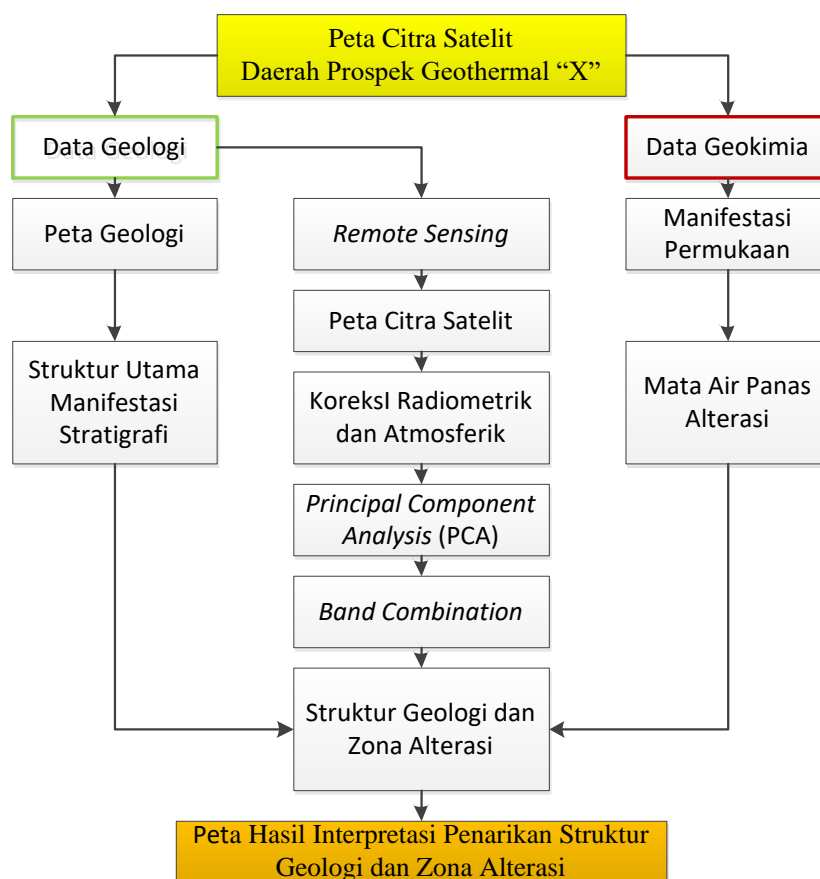 Peta Citra Satelit
Daerah Prospek Geothermal “X”
Data Geologi
Data Geokimia
Peta Geologi
Remote Sensing
Manifestasi
Permukaan
Peta Citra Satelit
Struktur Utama
Manifestasi
Stratigrafi
KoreksI Radiometrik
dan Atmosferik
Mata Air Panas
Alterasi
Principal Component
Analysis (PCA)
Band Combination
Struktur Geologi dan
Zona Alterasi
Peta Hasil Interpretasi Penarikan Struktur
Geologi dan Zona Alterasi